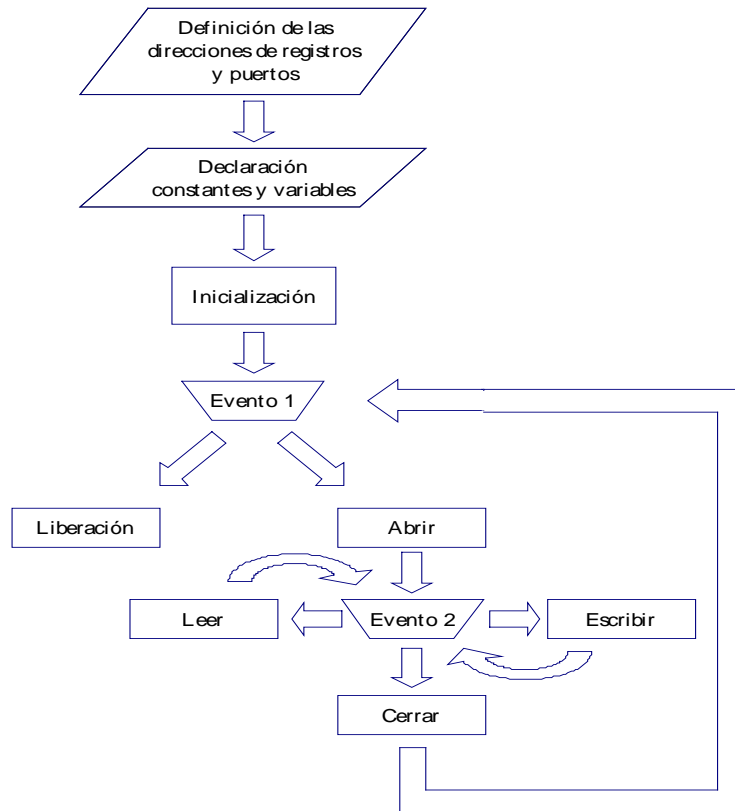 Definición de las
direcciones de registros
y puertos
Declaración
constantes y variables
Inicialización
Evento 1
Liberación
Abrir
Leer
Evento 2
Escribir
Cerrar